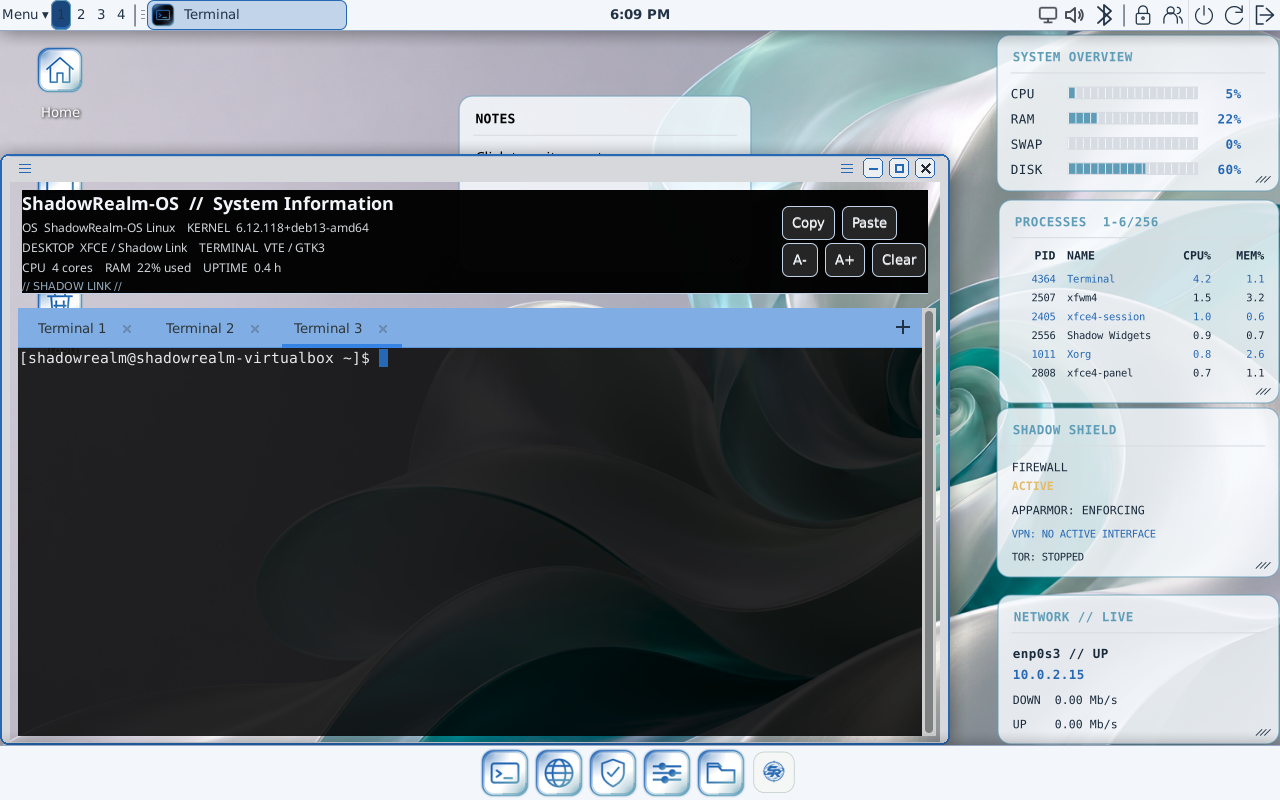 Menu ▾ 1 2 3 4 Terminal 6:09 PM
Home
NOTES
ShadowRealm-OS // System Information
OS ShadowRealm-OS Linux KERNEL 6.12.118+deb13-amd64
DESKTOP XFCE / Shadow Link TERMINAL VTE / GTK3
CPU 4 cores RAM 22% used UPTIME 0.4 h
// SHADOW LINK //
Copy Paste
A- A+ Clear
Terminal 1 × Terminal 2 × Terminal 3 × +
[shadowrealm@shadowrealm-virtualbox ~]$
SYSTEM OVERVIEW
CPU 5%
RAM 22%
SWAP 0%
DISK 60%
PROCESSES 1-6/256
PID NAME CPU% MEM%
4364 Terminal 4.2 1.1
2507 xfwm4 1.5 3.2
2405 xfce4-session 1.0 0.6
2556 Shadow Widgets 0.9 0.7
1011 Xorg 0.8 2.6
2808 xfce4-panel 0.7 1.1
SHADOW SHIELD
FIREWALL
ACTIVE
APPARMOR: ENFORCING
VPN: NO ACTIVE INTERFACE
TOR: STOPPED
NETWORK // LIVE
enp0s3 // UP
10.0.2.15
DOWN 0.00 Mb/s
UP 0.00 Mb/s
SR